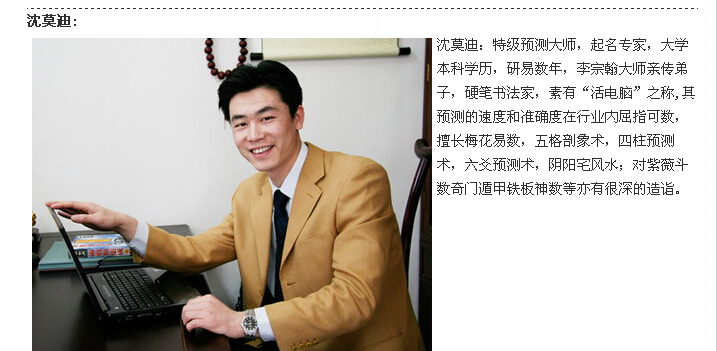 沈莫迪:
沈莫迪：特级预测大师，起名专家，大学
本科学历，研易数年，李宗翰大师亲传弟
子，硬笔书法家，素有“活电脑”之称,其
预测的速度和准确度在行业内屈指可数，
擅长梅花易数，五格剖象术，四柱预测
术，六爻预测术，阴阳宅风水；对紫薇斗
数奇门遁甲铁板神数等亦有很深的造诣。